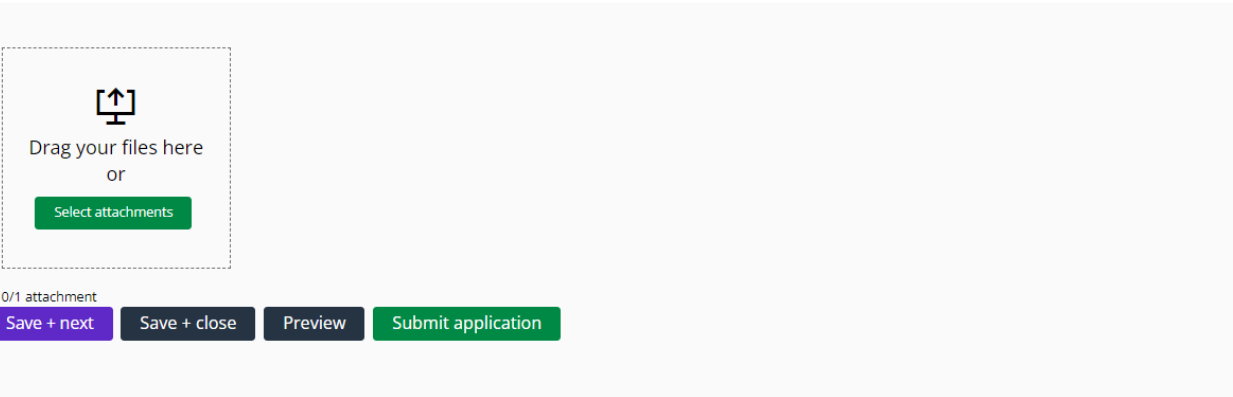 Drag your files here
or
Select attachments
0/1 attachment
Save + next Save + close Preview Submit application